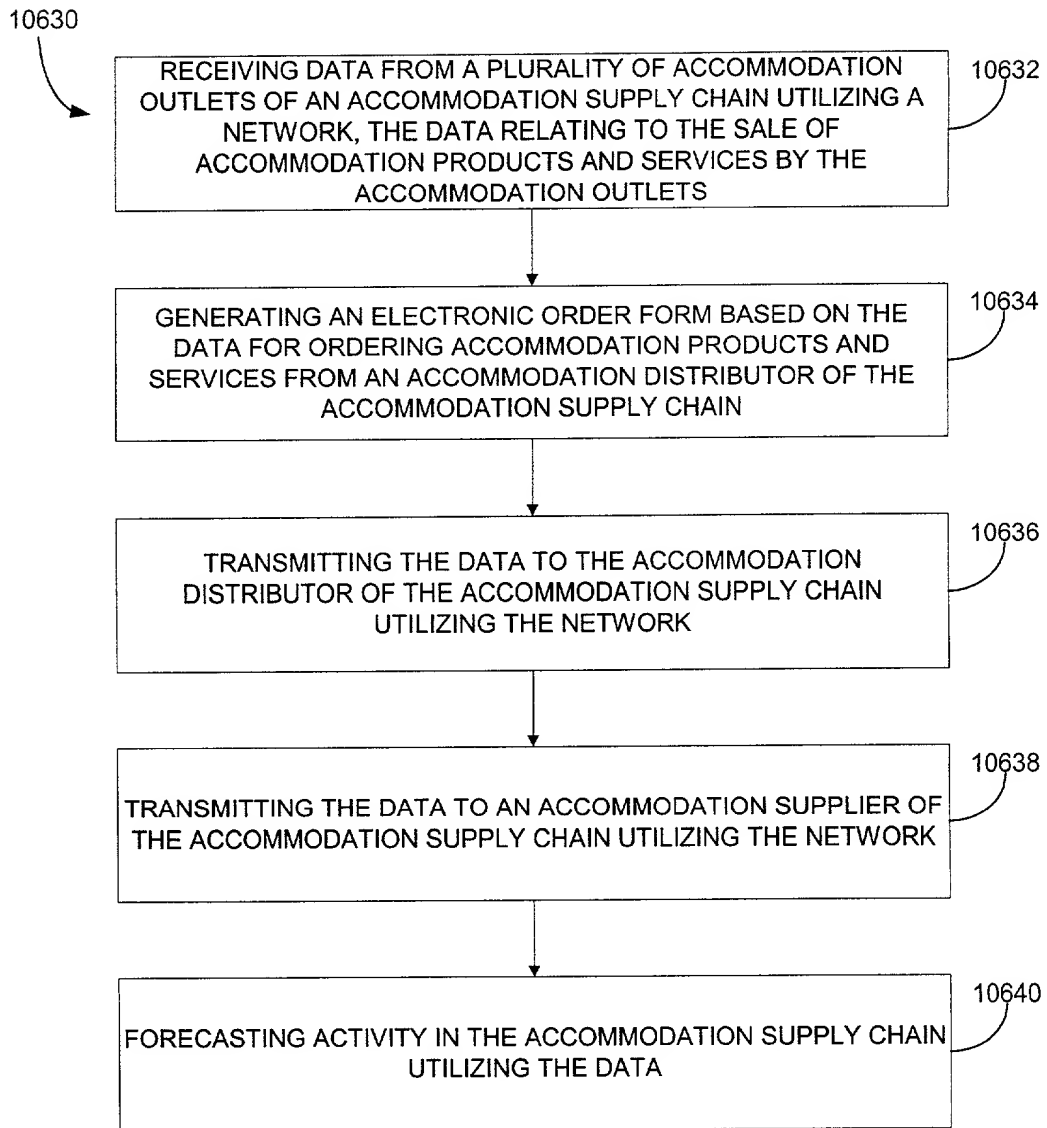 10630
RECEIVING DATA FROM A PLURALITY OF ACCOMMODATION
OUTLETS OF AN ACCOMMODATION SUPPLY CHAIN UTILIZING A
NETWORK, THE DATA RELATING TO THE SALE OF
ACCOMMODATION PRODUCTS AND SERVICES BY THE
ACCOMMODATION OUTLETS
10632
GENERATING AN ELECTRONIC ORDER FORM BASED ON THE
DATA FOR ORDERING ACCOMMODATION PRODUCTS AND
SERVICES FROM AN ACCOMMODATION DISTRIBUTOR OF THE
ACCOMMODATION SUPPLY CHAIN
10634
TRANSMITTING THE DATA TO THE ACCOMMODATION
DISTRIBUTOR OF THE ACCOMMODATION SUPPLY CHAIN
UTILIZING THE NETWORK
10636
TRANSMITTING THE DATA TO AN ACCOMMODATION SUPPLIER OF
THE ACCOMMODATION SUPPLY CHAIN UTILIZING THE NETWORK
10638
FORECASTING ACTIVITY IN THE ACCOMMODATION SUPPLY CHAIN
UTILIZING THE DATA
10640